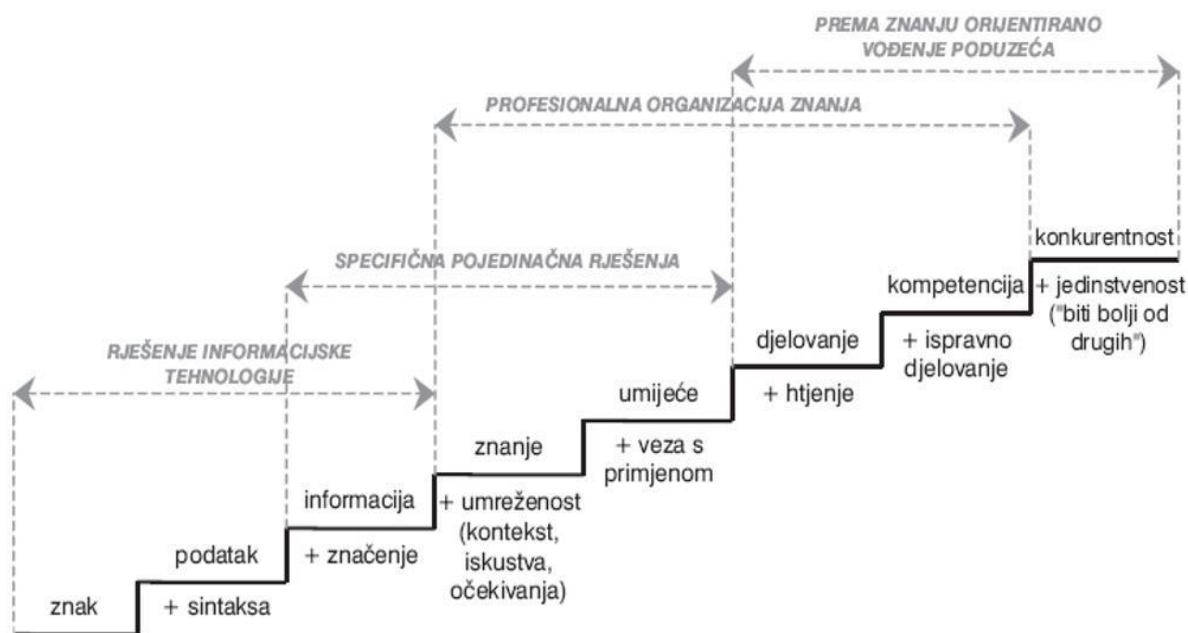 PREMA ZNANJU ORIJENTIRANO
VOĐENJE PODUZEĆA
PROFESIONALNA ORGANIZACIJA ZNANJA
SPECIFIČNA POJEDINAČNA RJEŠENJA
RJEŠENJE INFORMACIJSKE
TEHNOLOGIJE
znak
podatak
+ sintaksa
informacija
+ značenje
znanje
+ umreženost
(kontekst,
iskustva,
očekivanja)
umijeće
+ veza s
primjenom
djelovanje
+ htjenje
kompetencija
+ ispravno
djelovanje
konkurentnost
+ jedinstvenost
("biti bolji od
drugih")